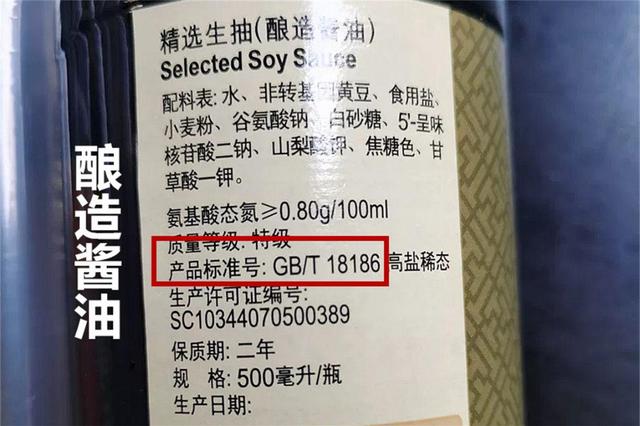 精选生抽(酿造酱油)
Selected Soy Sauce
配料表: 水、非转基因黄豆、食用盐、
小麦粉、谷氨酸钠、白砂糖、5'-呈味
核苷酸二钠、山梨酸钾、焦糖色、甘
草酸一钾。
氨基酸态氮≥0.80g/100ml
质量等级: 特级
产品标准号: GB/T 18186 高盐稀态
生产许可证编号:
SC10344070500389
保质期: 二年
规 格: 500毫升/瓶
生产日期:
酿造酱油